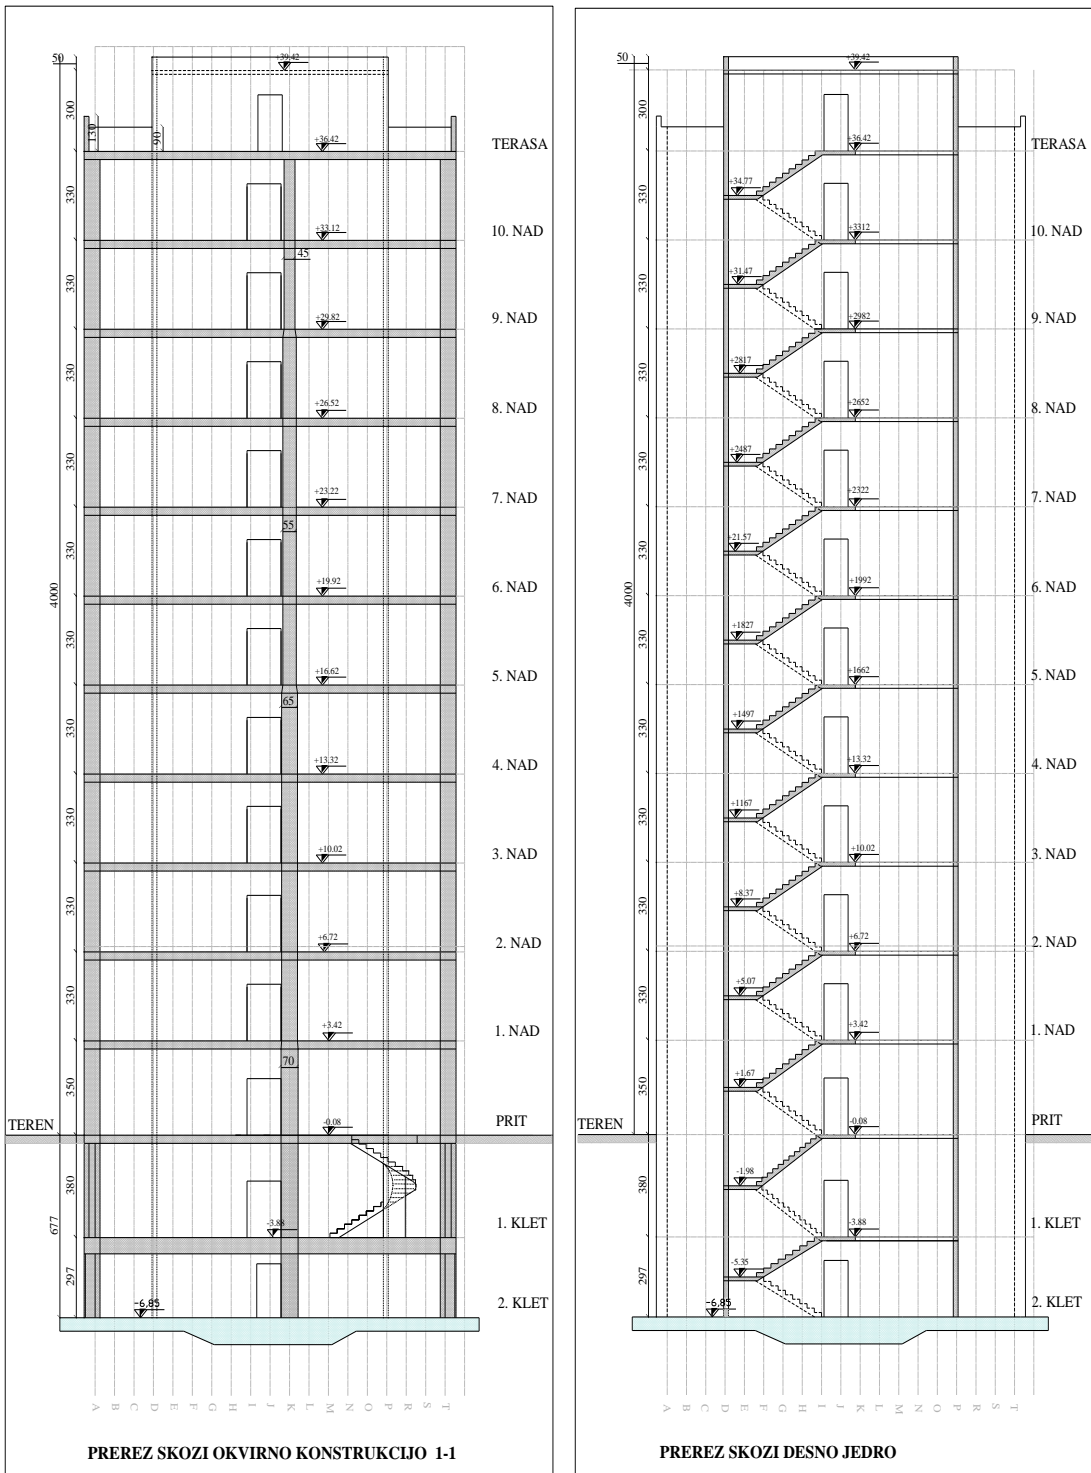 50
+39.42
300
130
90
+36.42
TERASA
330
+33.12
10. NAD
45
330
+29.82
9. NAD
330
+26.52
8. NAD
330
+23.22
7. NAD
55
330
4000
+19.92
6. NAD
330
+16.62
5. NAD
65
330
+13.32
4. NAD
330
+10.02
3. NAD
330
+6.72
2. NAD
330
+3.42
1. NAD
70
350
TEREN
-0.08
PRIT
380
677
-3.88
1. KLET
297
-6,85
2. KLET
A B C D E F G H I J K L M N O P R S T
PREREZ SKOZI OKVIRNO KONSTRUKCIJO 1-1
50
+39.42
300
+36.42
TERASA
330
+34.77
+3312
10. NAD
330
+31.47
+2982
9. NAD
330
+2817
+2652
8. NAD
330
+2487
+2322
7. NAD
330
+21.57
4000
+1992
6. NAD
330
+1827
+1662
5. NAD
330
+1497
+13.32
4. NAD
330
+1167
+10.02
3. NAD
330
+8.37
+6.72
2. NAD
330
+5.07
+3.42
1. NAD
350
+1.67
TEREN
-0.08
PRIT
380
-1.98
677
-3.88
1. KLET
297
-5.35
-6,85
2. KLET
A B C D E F G H I J K L M N O P R S T
PREREZ SKOZI DESNO JEDRO